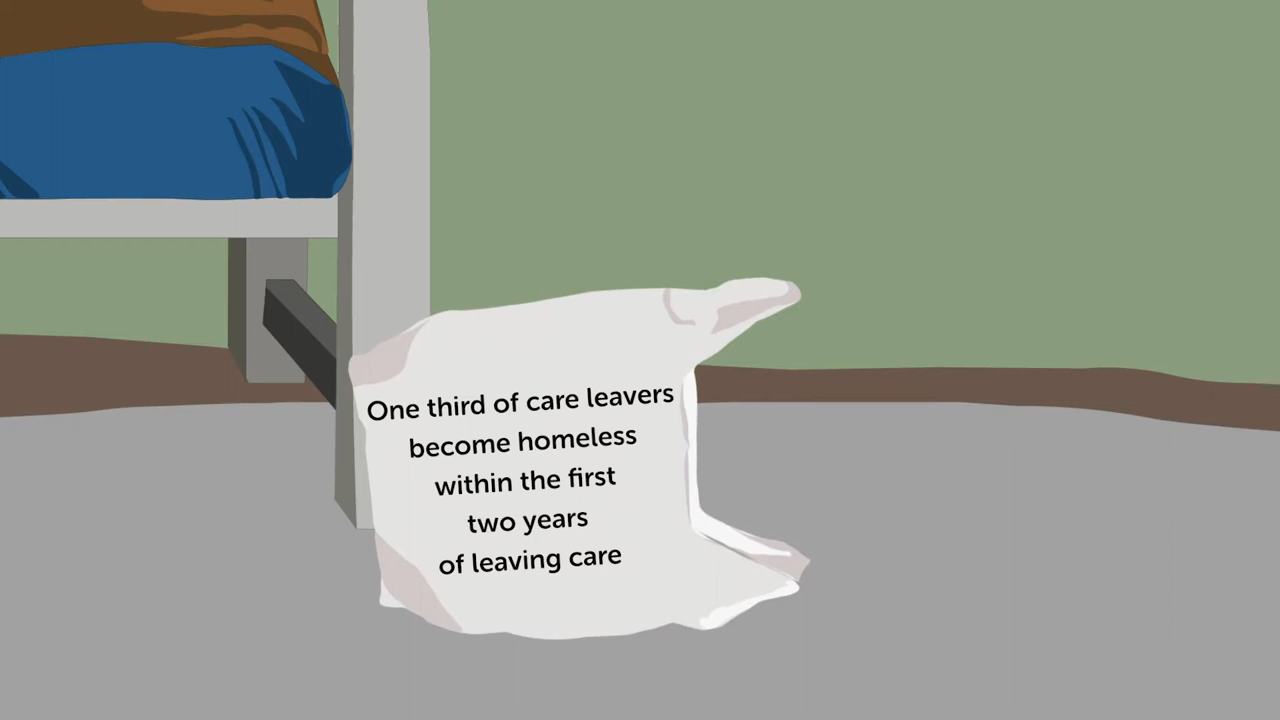 One third of care leavers
become homeless
within the first
two years
of leaving care